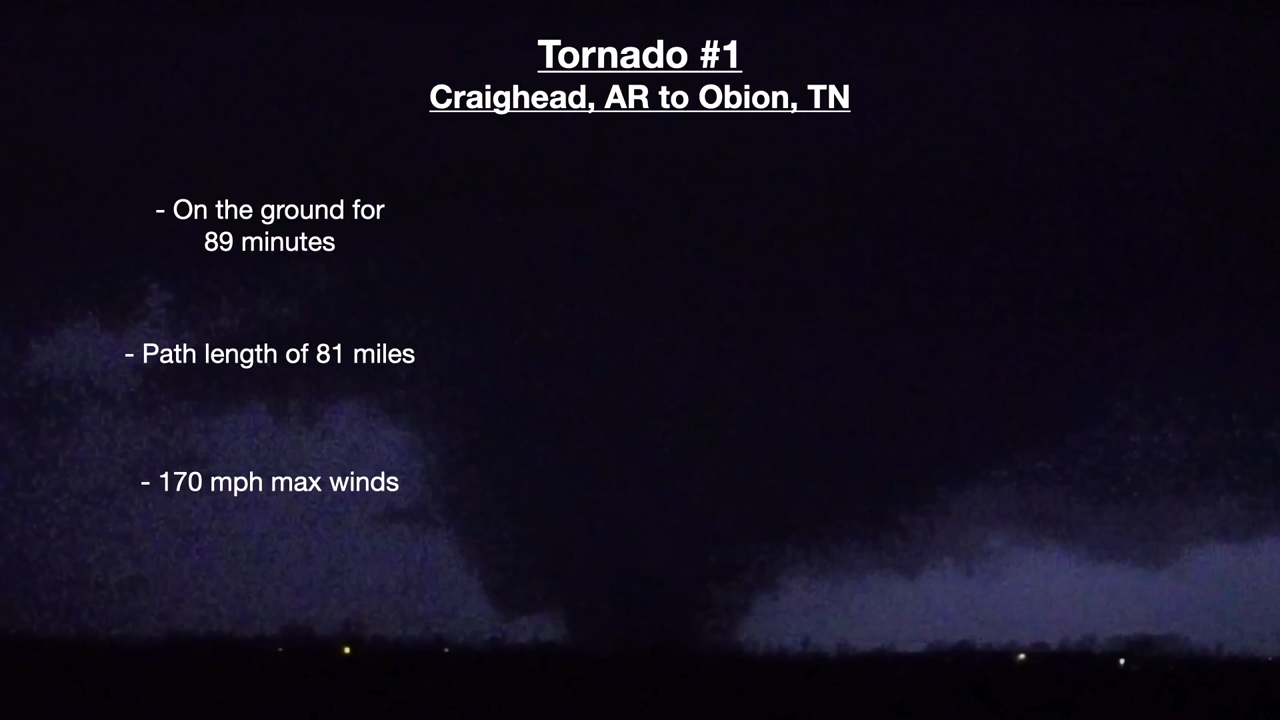 Tornado #1
Craighead, AR to Obion, TN
- On the ground for
89 minutes
- Path length of 81 miles
- 170 mph max winds